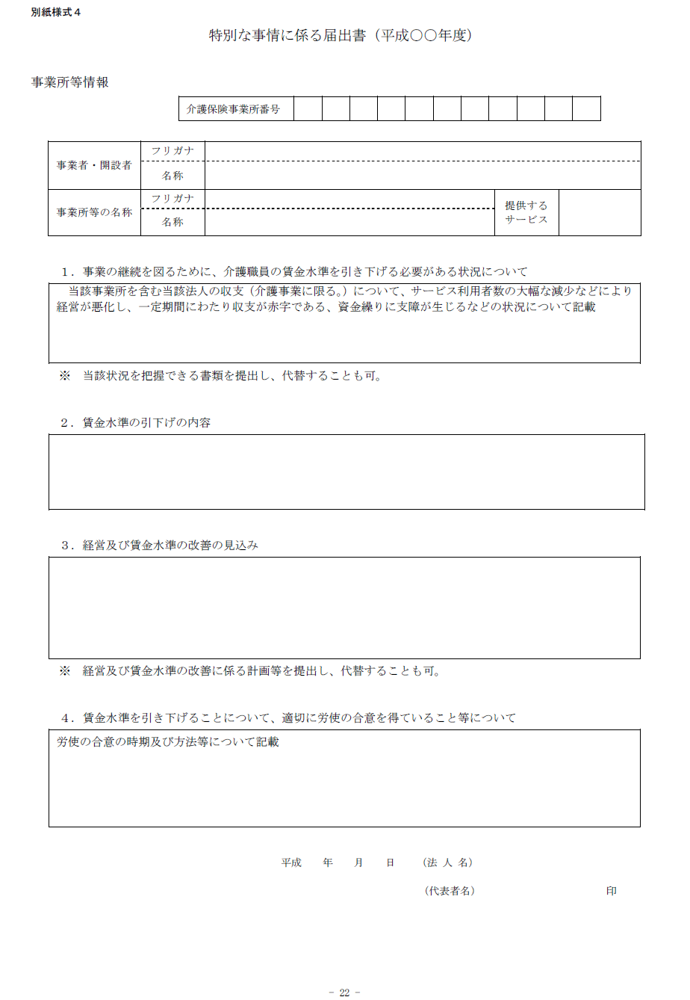 別紙様式４
特別な事情に係る届出書（平成〇〇年度）
事業所等情報
介護保険事業所番号
事業者・開設者
フリガナ
名称
事業所等の名称
フリガナ
名称
提供する
サービス
１．事業の継続を図るために、介護職員の賃金水準を引き下げる必要がある状況について
当該事業所を含む当該法人の収支（介護事業に限る。）について、サービス利用者数の大幅な減少などにより
経営が悪化し、一定期間にわたり収支が赤字である、資金繰りに支障が生じるなどの状況について記載
※　当該状況を把握できる書類を提出し、代替することも可。
２．賃金水準の引下げの内容
３．経営及び賃金水準の改善の見込み
※　経営及び賃金水準の改善に係る計画等を提出し、代替することも可。
４．賃金水準を引き下げることについて、適切に労使の合意を得ていること等について
労使の合意の時期及び方法等について記載
平成　　年　　月　　日　　（法 人 名）
（代表者名）　　　　　　　　　　　　印
- 22 -